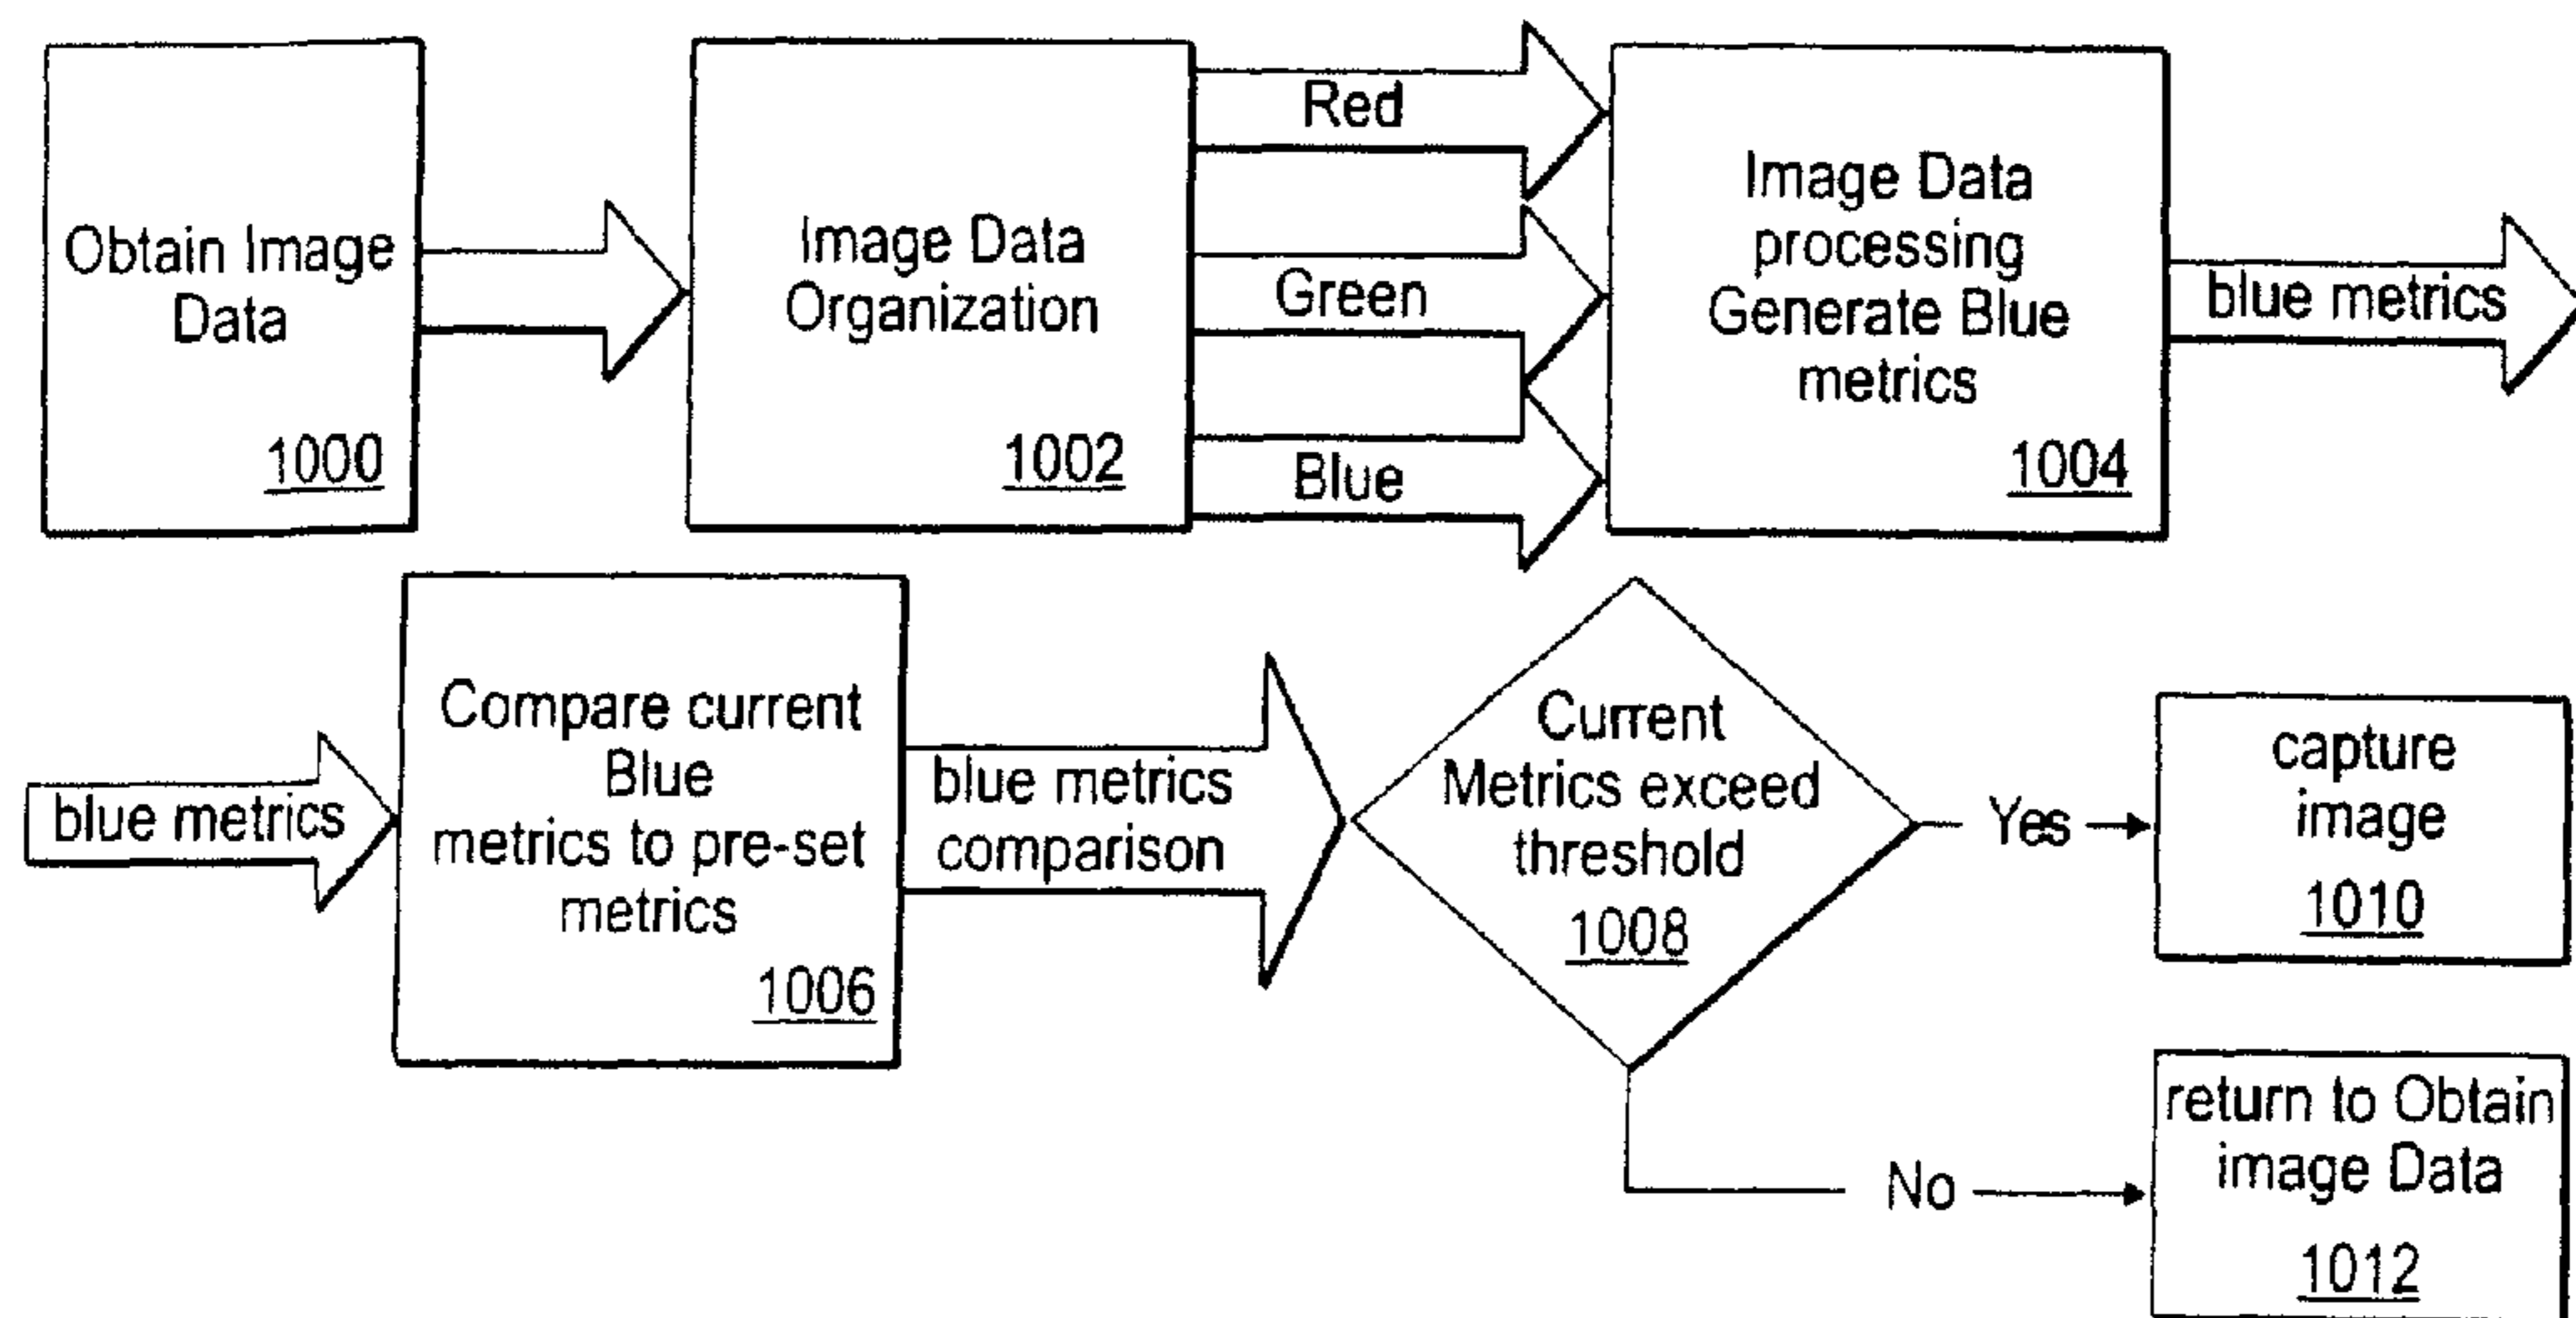 Obtain Image
Data
1000
Image Data
Organization
1002
Red
Green
Blue
Image Data
processing
Generate Blue
metrics
1004
blue metrics
blue metrics
Compare current
Blue
metrics to pre-set
metrics
1006
blue metrics
comparison
Current
Metrics exceed
threshold
1008
Yes
capture
image
1010
No
return to Obtain
image Data
1012